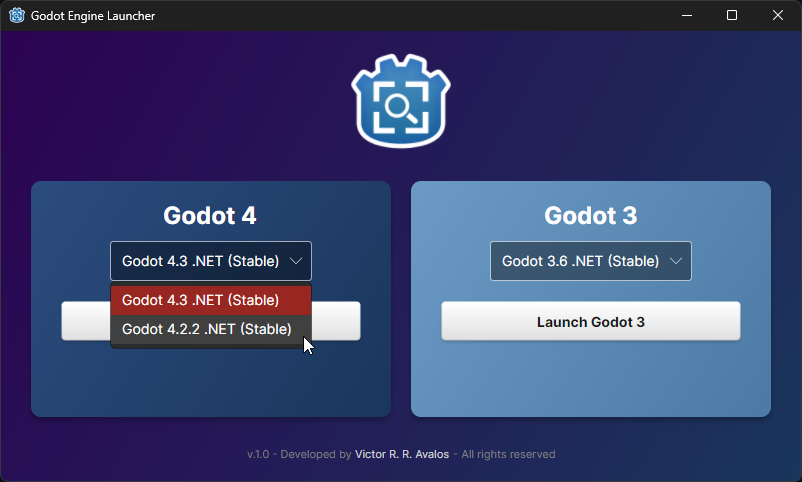 Godot Engine Launcher
Godot 4
Godot 4.3 .NET (Stable)
Godot 4.3 .NET (Stable)
Godot 4.2.2 .NET (Stable)
Godot 3
Godot 3.6 .NET (Stable)
Launch Godot 3
v.1.0 - Developed by Victor R. R. Avalos - All rights reserved